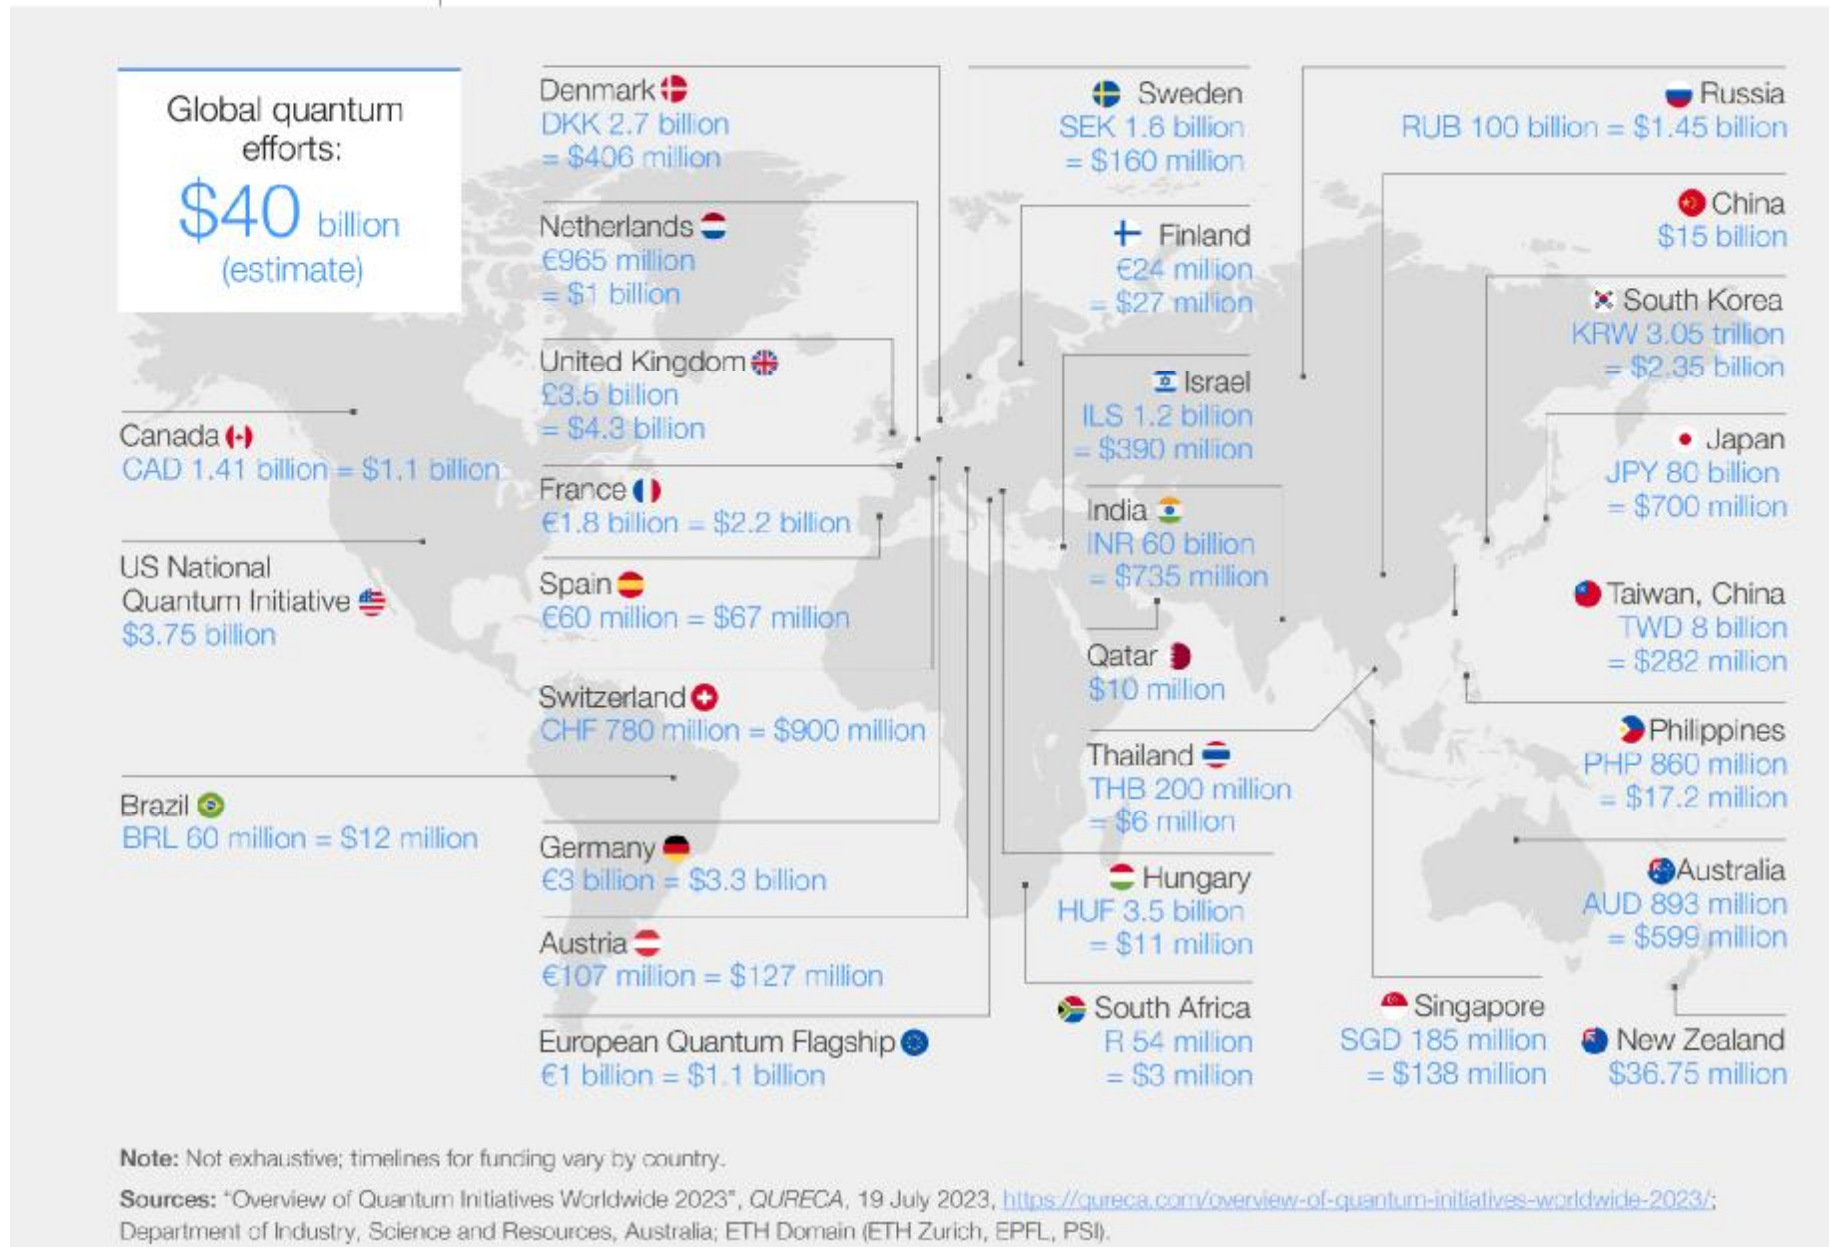 Global quantum
efforts:
$40 billion
(estimate)
Canada
CAD 1.41 billion = $1.1 billion
US National
Quantum Initiative
$3.75 billion
Brazil
BRL 60 million = $12 million
Denmark
DKK 2.7 billion
= $406 million
Netherlands
€965 million
= $1 billion
United Kingdom
£3.5 billion
= $4.3 billion
France
€1.8 billion = $2.2 billion
Spain
€60 million = $67 million
Switzerland
CHF 780 million = $900 million
Germany
€3 billion = $3.3 billion
Austria
€107 million = $127 million
European Quantum Flagship
€1 billion = $1.1 billion
Sweden
SEK 1.6 billion
= $160 million
Finland
€24 million
= $27 million
Israel
ILS 1.2 billion
= $390 million
India
INR 60 billion
= $735 million
Qatar
$10 million
Thailand
THB 200 million
= $6 million
Hungary
HUF 3.5 billion
= $11 million
South Africa
R 54 million
= $3 million
Russia
RUB 100 billion = $1.45 billion
China
$15 billion
South Korea
KRW 3.05 trillion
= $2.35 billion
Japan
JPY 80 billion
= $700 million
Taiwan, China
TWD 8 billion
= $282 million
Philippines
PHP 860 million
= $17.2 million
Australia
AUD 893 million
= $599 million
Singapore
SGD 185 million
= $138 million
New Zealand
$36.75 million
Note: Not exhaustive; timelines for funding vary by country.
Sources: "Overview of Quantum Initiatives Worldwide 2023", QURECA, 19 July 2023, https://qureca.com/overview-of-quantum-initiatives-worldwide-2023/;
Department of Industry, Science and Resources, Australia; ETH Domain (ETH Zurich, EPFL, PSI).